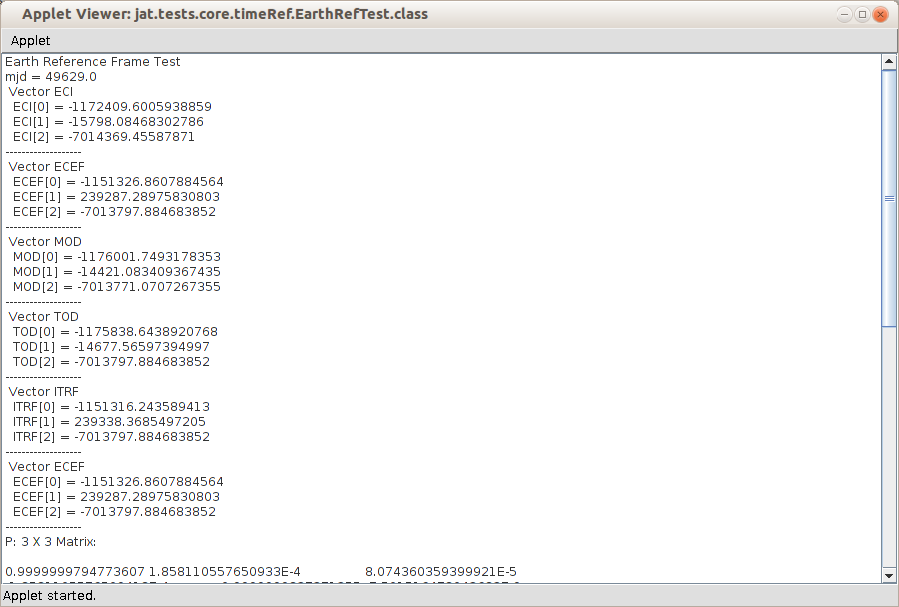 Applet Viewer: jat.tests.core.timeRef.EarthRefTest.class
Applet
Earth Reference Frame Test
mjd = 49629.0
Vector ECI
ECI[0] = -1172409.6005938859
ECI[1] = -15798.08468302786
ECI[2] = -7014369.45587871
-------------------
Vector ECEF
ECEF[0] = -1151326.8607884564
ECEF[1] = 239287.28975830803
ECEF[2] = -7013797.884683852
-------------------
Vector MOD
MOD[0] = -1176001.7493178353
MOD[1] = -14421.083409367435
MOD[2] = -7013771.0707267355
-------------------
Vector TOD
TOD[0] = -1175838.6438920768
TOD[1] = -14677.56597394997
TOD[2] = -7013797.884683852
-------------------
Vector ITRF
ITRF[0] = -1151316.243589413
ITRF[1] = 239338.3685497205
ITRF[2] = -7013797.884683852
-------------------
Vector ECEF
ECEF[0] = -1151326.8607884564
ECEF[1] = 239287.28975830803
ECEF[2] = -7013797.884683852
-------------------
P: 3 X 3 Matrix:
0.9999999794773607 1.858110557650933E-4 8.074360359399921E-5
Applet started.